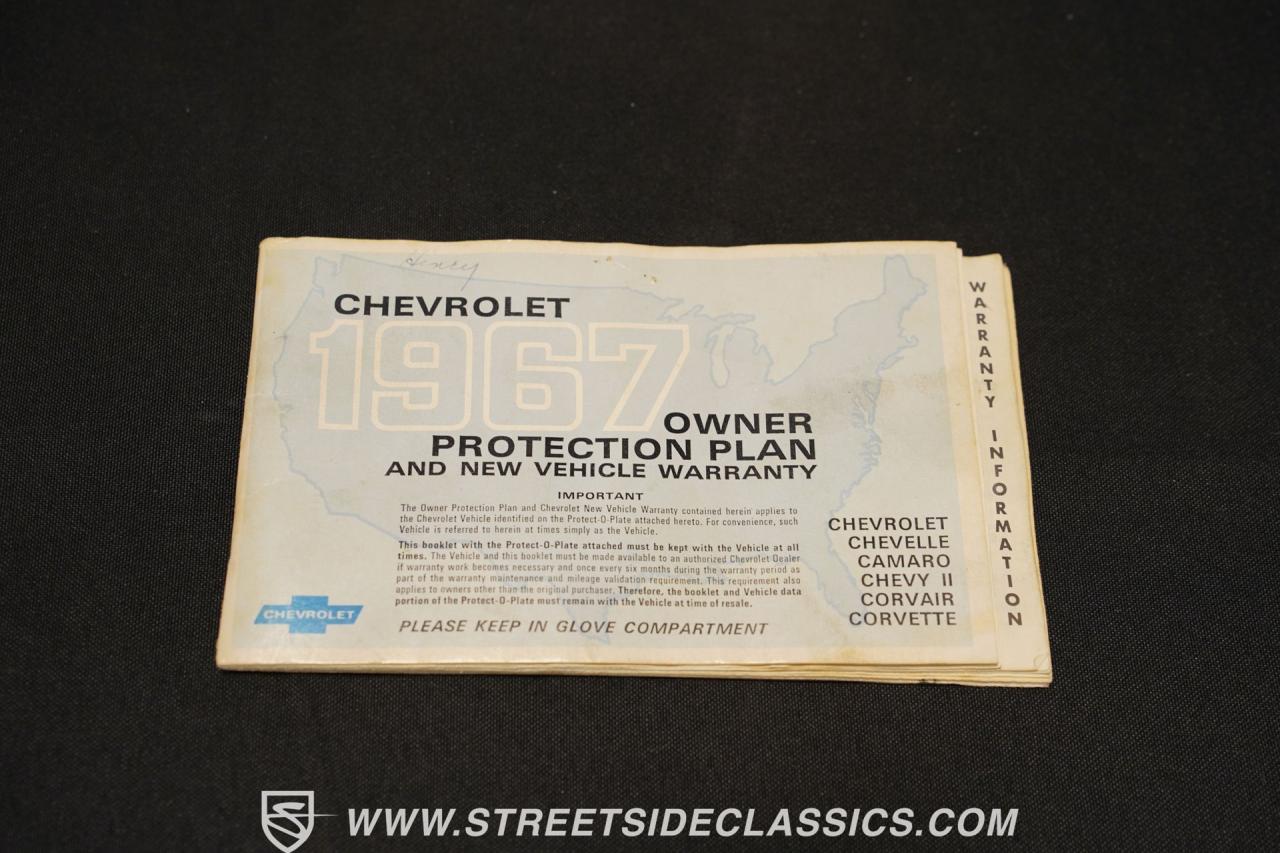 Henry
CHEVROLET
1967
OWNER
PROTECTION PLAN
AND NEW VEHICLE WARRANTY
IMPORTANT
The Owner Protection Plan and Chevrolet New Vehicle Warranty contained herein applies to
the Chevrolet Vehicle identified on the Protect-O-Plate attached hereto. For convenience, such
Vehicle is referred to herein at times simply as the Vehicle.
This booklet with the Protect-O-Plate attached must be kept with the Vehicle at all
times. The Vehicle and this booklet must be made available to an authorized Chevrolet Dealer
if warranty work becomes necessary and once every six months during the warranty period as
part of the warranty maintenance and mileage validation requirement. This requirement also
applies to owners other than the original purchaser. Therefore, the booklet and Vehicle data
portion of the Protect-O-Plate must remain with the Vehicle at time of resale.
PLEASE KEEP IN GLOVE COMPARTMENT
CHEVROLET
CHEVROLET
CHEVELLE
CAMARO
CHEVY II
CORVAIR
CORVETTE
WARRANTY INFORMATION
WWW.STREETSIDECLASSICS.COM